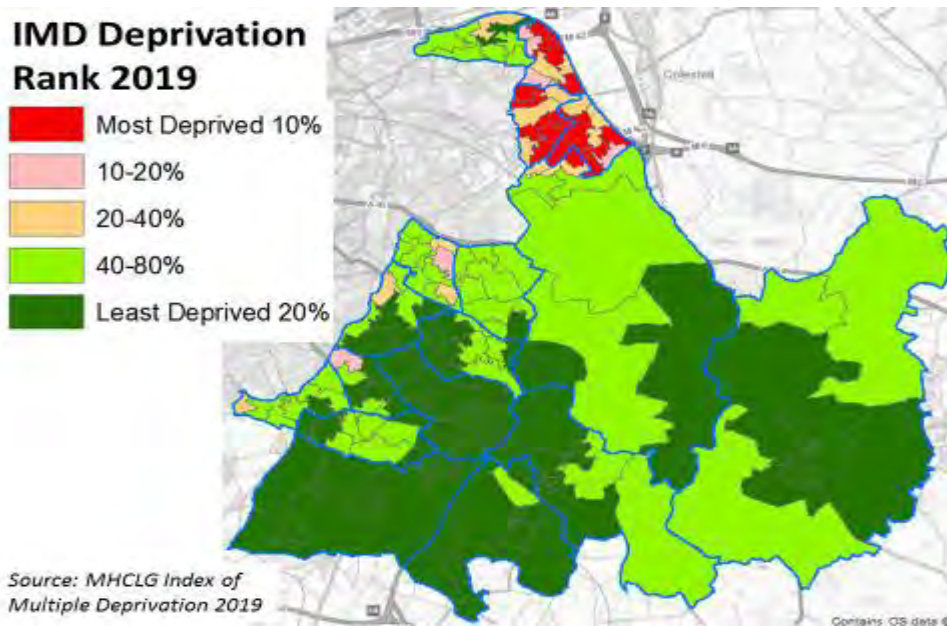 IMD Deprivation
Rank 2019
Most Deprived 10%
10-20%
20-40%
40-80%
Least Deprived 20%
Coleshill
Source: MHCLG Index of
Multiple Deprivation 2019
Contains OS data